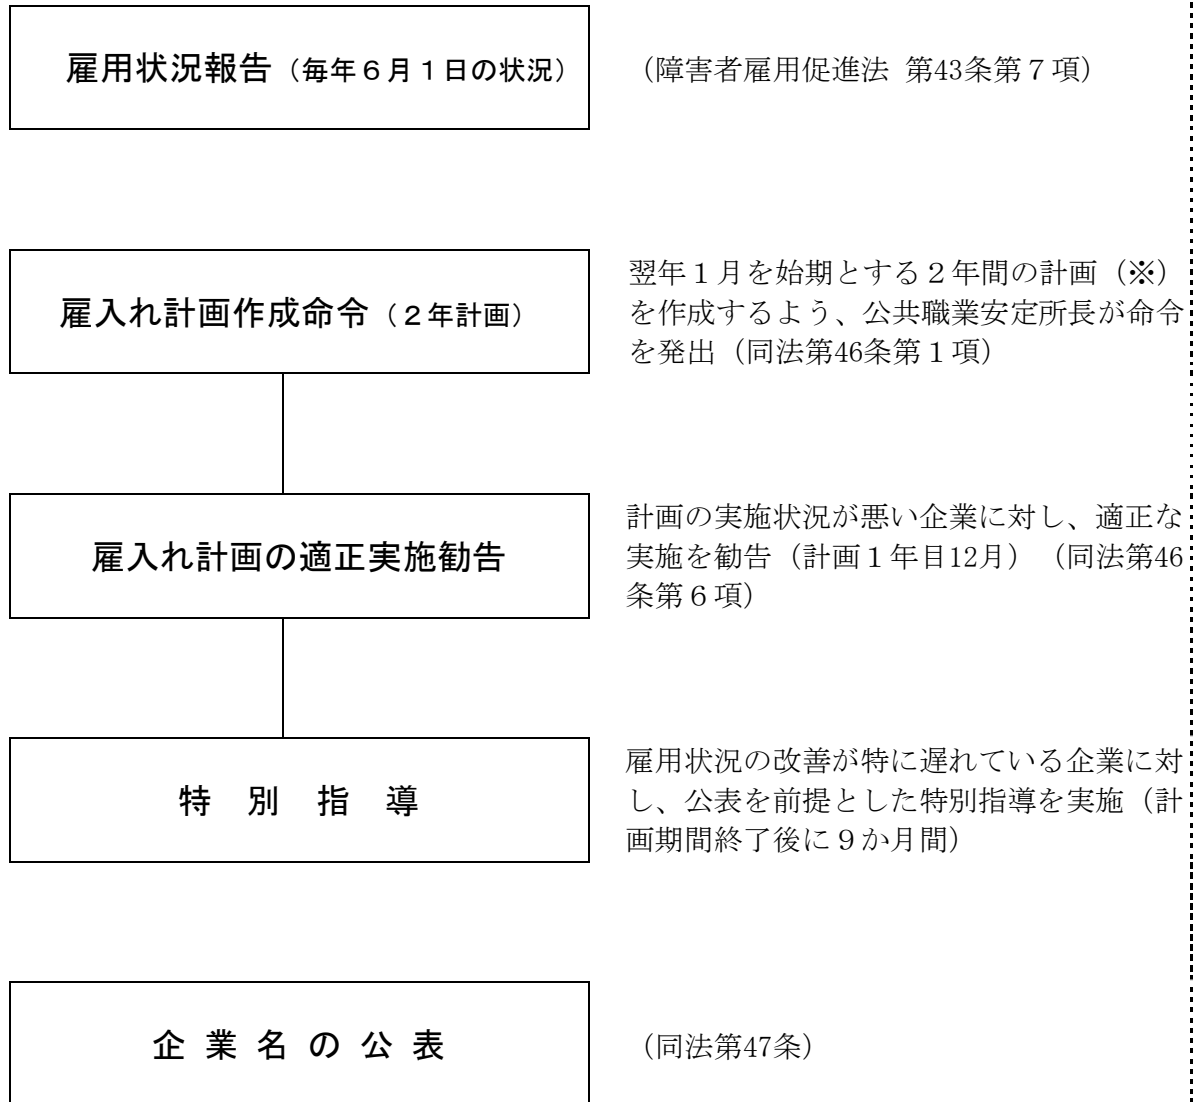 雇用状況報告（毎年６月１日の状況）
（障害者雇用促進法 第43条第７項）
雇入れ計画作成命令（２年計画）
翌年１月を始期とする２年間の計画（※）
を作成するよう、公共職業安定所長が命令
を発出（同法第46条第１項）
雇入れ計画の適正実施勧告
計画の実施状況が悪い企業に対し、適正な
実施を勧告（計画１年目12月）（同法第46
条第６項）
特 別 指 導
雇用状況の改善が特に遅れている企業に対
し、公表を前提とした特別指導を実施（計
画期間終了後に９か月間）
企 業 名 の 公 表
（同法第47条）